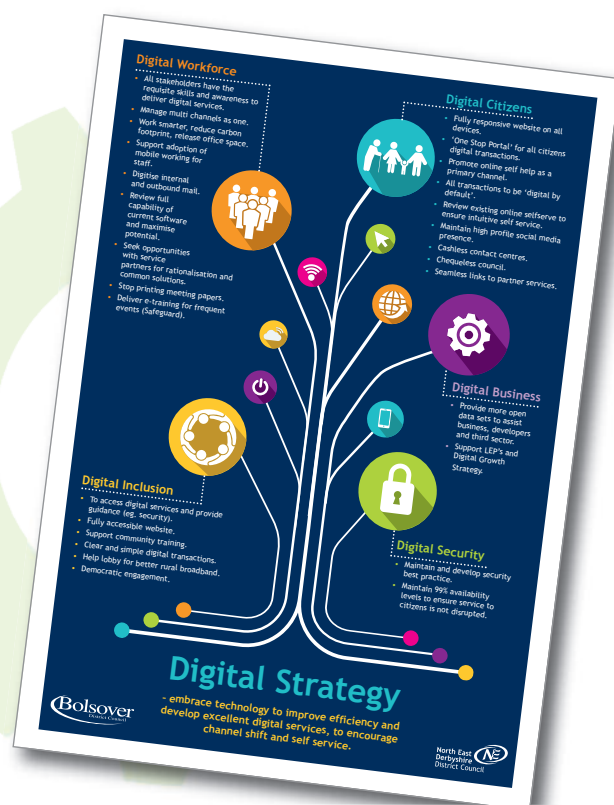 Digital Workforce
• All stakeholders have the
requisite skills and awareness to
deliver digital services.
• Manage multi channels as one.
• Work smarter, reduce carbon
footprint, release office space.
• Support adoption of
mobile working for
staff.
• Digitise internal
and outbound mail.
• Review full
capability of
current software
and maximise
potential.
• Seek opportunities
with service
partners for rationalisation and
common solutions.
• Stop printing meeting papers.
• Deliver e-training for frequent
events (Safeguard).
Digital Citizens
• Fully responsive website on all
devices.
• ‘One Stop Portal’ for all citizens
digital transactions.
• Promote online self help as a
primary channel.
• All transactions to be ‘digital by
default’.
• Review existing online selfserve to
ensure intuitive self service.
• Maintain high profile social media
presence.
• Cashless contact centres.
• Chequeless council.
• Seamless links to partner services.
Digital Business
• Provide more open
data sets to assist
business, developers
and third sector.
• Support LEP's and
Digital Growth
Strategy.
Digital Inclusion
• To access digital services and provide
guidance (eg. security).
• Fully accessible website.
• Support community training.
• Clear and simple digital transactions.
• Help lobby for better rural broadband.
• Democratic engagement.
Digital Security
• Maintain and develop security
best practice.
• Maintain 99% availability
levels to ensure service to
citizens is not disrupted.
Digital Strategy
- embrace technology to improve efficiency and
develop excellent digital services, to encourage
channel shift and self service.
Bolsover
District Council
North East
Derbyshire
District Council
NE